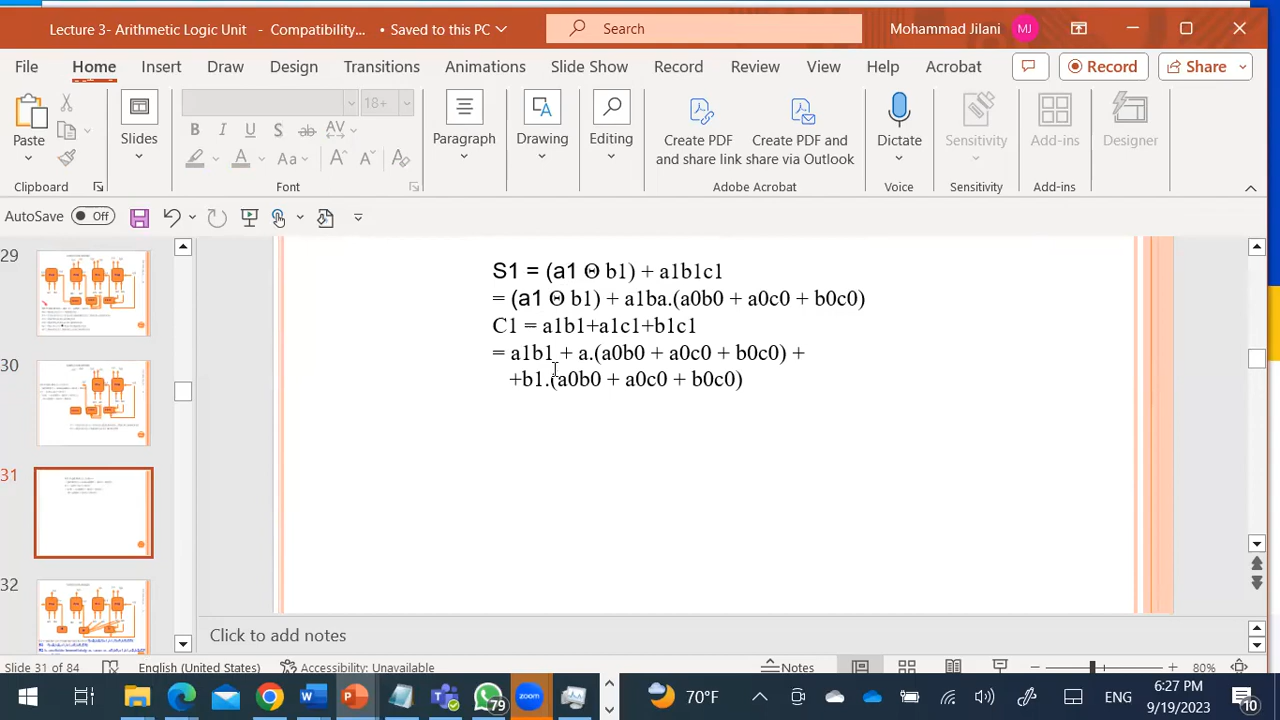 Lecture 3- Arithmetic Logic Unit - Compatibility... • Saved to this PC
Search
Mohammad Jilani MJ
File Home Insert Draw Design Transitions Animations Slide Show Record Review View Help Acrobat Record Share
18+
Paste Slides Paragraph Drawing Editing Create PDF and share link Create PDF and share via Outlook Dictate Sensitivity Add-ins Designer
Clipboard Font Adobe Acrobat Voice Sensitivity Add-ins
AutoSave Off
29
30
31
32
S1 = (a1 Θ b1) + a1b1c1
= (a1 Θ b1) + a1ba.(a0b0 + a0c0 + b0c0)
C1 = a1b1+a1c1+b1c1
= a1b1 + a.(a0b0 + a0c0 + b0c0) +
+b1.(a0b0 + a0c0 + b0c0)
Click to add notes
Slide 31 of 84 English (United States) Accessibility: Unavailable Notes 80%
79 zoom 70°F ENG 6:27 PM 9/19/2023 10